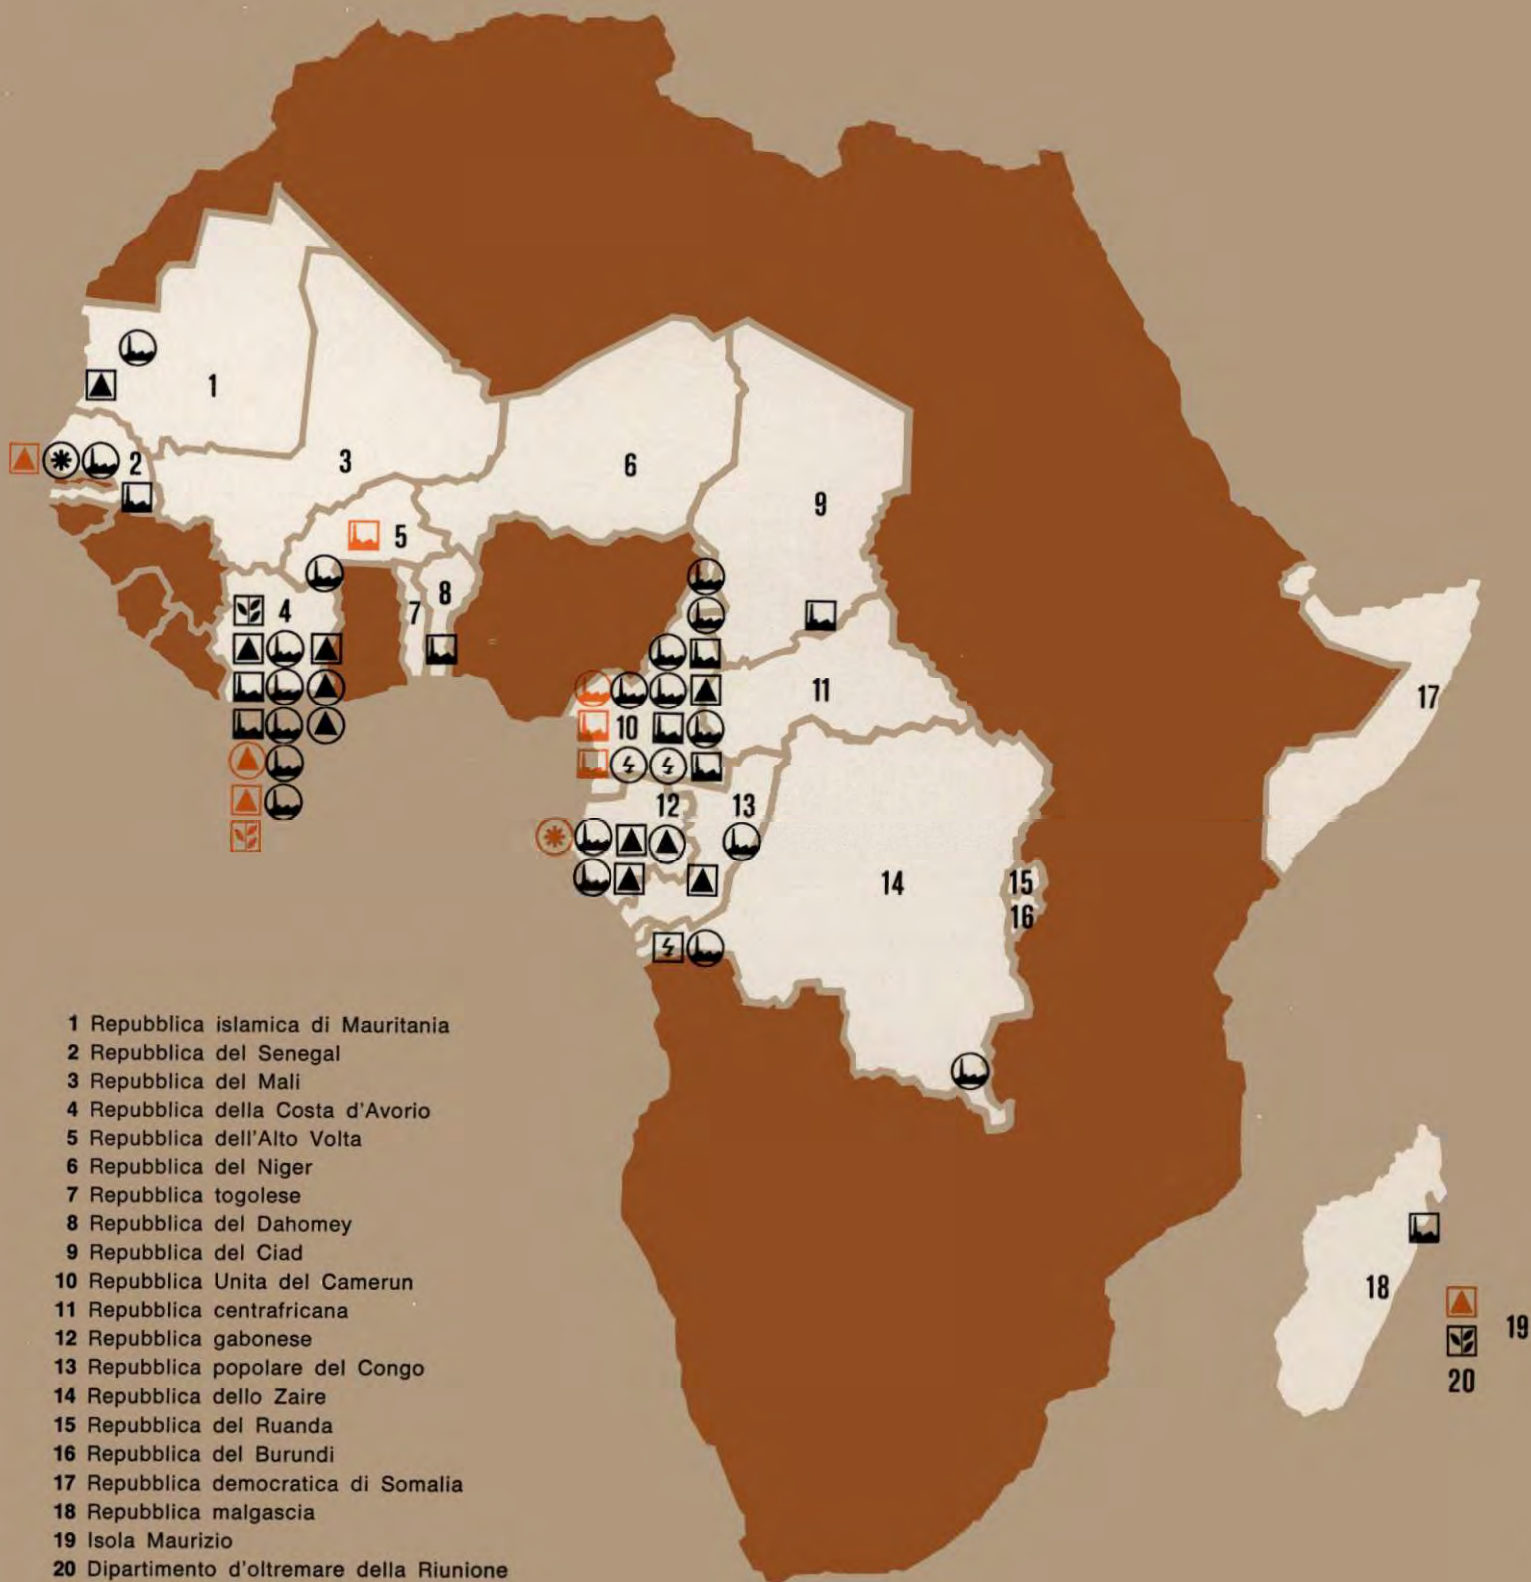 1
2
3
6
9
5
8
7
4
11
17
10
12
13
14
15
16
18
19
20
1 Repubblica islamica di Mauritania
2 Repubblica del Senegal
3 Repubblica del Mali
4 Repubblica della Costa d'Avorio
5 Repubblica dell'Alto Volta
6 Repubblica del Niger
7 Repubblica togolese
8 Repubblica del Dahomey
9 Repubblica del Ciad
10 Repubblica Unita del Camerun
11 Repubblica centrafricana
12 Repubblica gabonese
13 Repubblica popolare del Congo
14 Repubblica dello Zaire
15 Repubblica del Ruanda
16 Repubblica del Burundi
17 Repubblica democratica di Somalia
18 Repubblica malgascia
19 Isola Maurizio
20 Dipartimento d'oltremare della Riunione